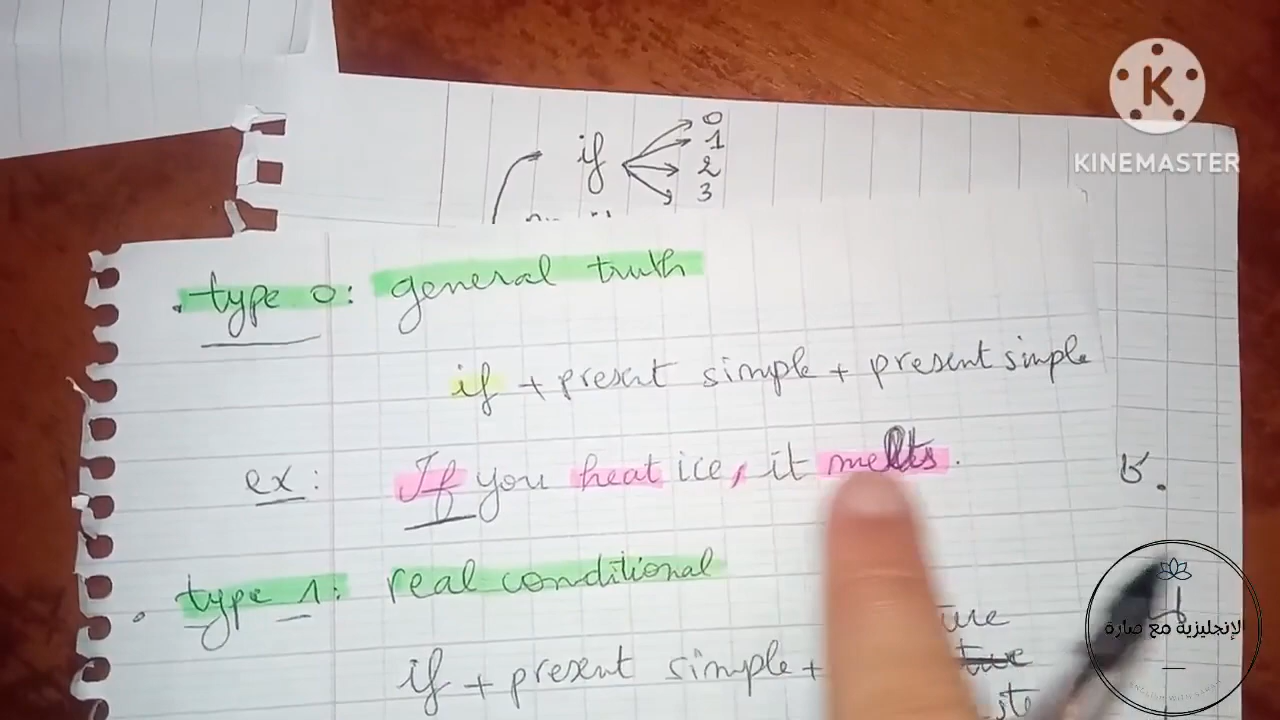 KINEMASTER
if 0
1
2
3
.type 0: general truth
if + present simple + present simple
ex: If you heat ice, it melts.
. type 1: real conditional
if + present simple +
الإنجليزية مع صارة